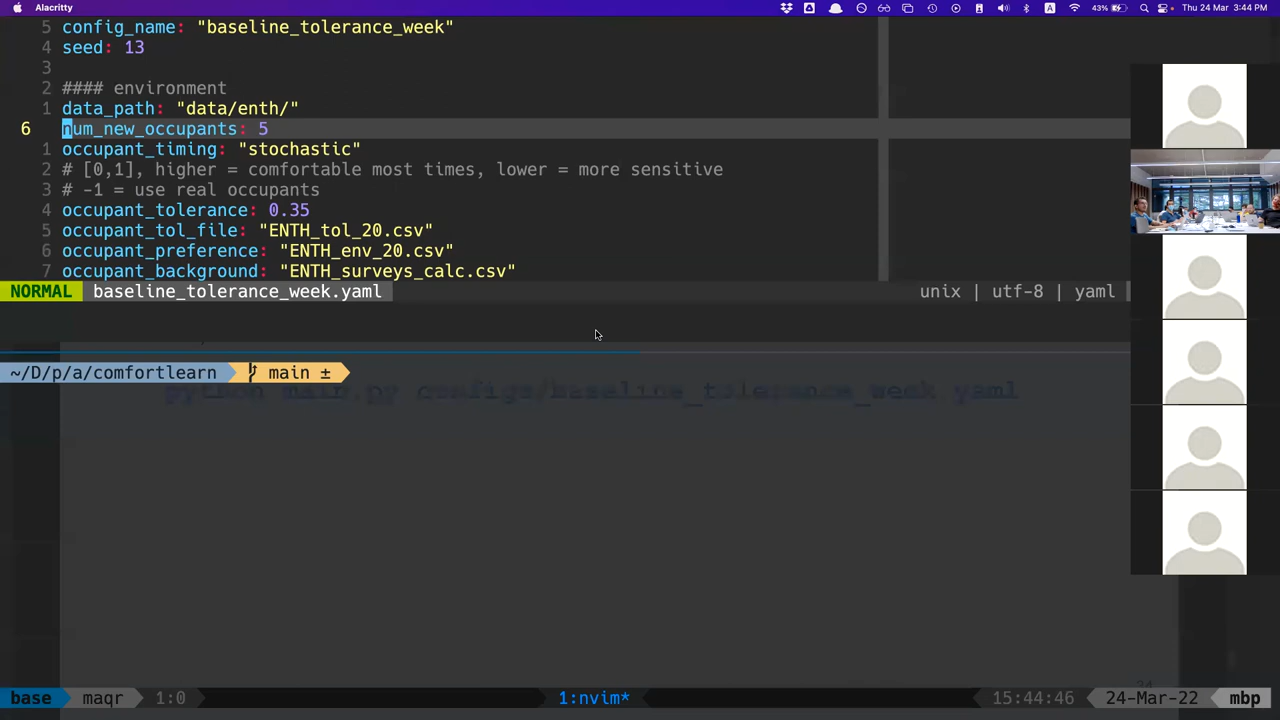 Alacritty
A
43%
Thu 24 Mar 3:44 PM
5 config_name: "baseline_tolerance_week"
4 seed: 13
3
2 #### environment
1 data_path: "data/enth/"
6 num_new_occupants: 5
1 occupant_timing: "stochastic"
2 # [0,1], higher = comfortable most times, lower = more sensitive
3 # -1 = use real occupants
4 occupant_tolerance: 0.35
5 occupant_tol_file: "ENTH_tol_20.csv"
6 occupant_preference: "ENTH_env_20.csv"
7 occupant_background: "ENTH_surveys_calc.csv"
NORMAL baseline_tolerance_week.yaml unix | utf-8 | yaml
~/D/p/a/comfortlearn main ±
python main.py configs/baseline_tolerance_week.yaml
24
base maqr 1:0 1:nvim* 15:44:46 24-Mar-22 mbp